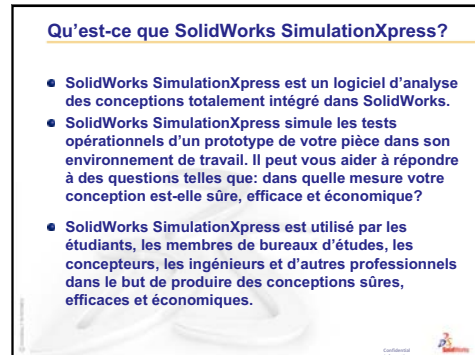 Qu’est-ce que SolidWorks SimulationXpress?
SolidWorks SimulationXpress est un logiciel d’analyse
des conceptions totalement intégré dans SolidWorks.
SolidWorks SimulationXpress simule les tests
opérationnels d’un prototype de votre pièce dans son
environnement de travail. Il peut vous aider à répondre
à des questions telles que: dans quelle mesure votre
conception est-elle sûre, efficace et économique?
SolidWorks SimulationXpress est utilisé par les
étudiants, les membres de bureaux d’études, les
concepteurs, les ingénieurs et d’autres professionnels
dans le but de produire des conceptions sûres,
efficaces et économiques.
Confidential
SolidWorks